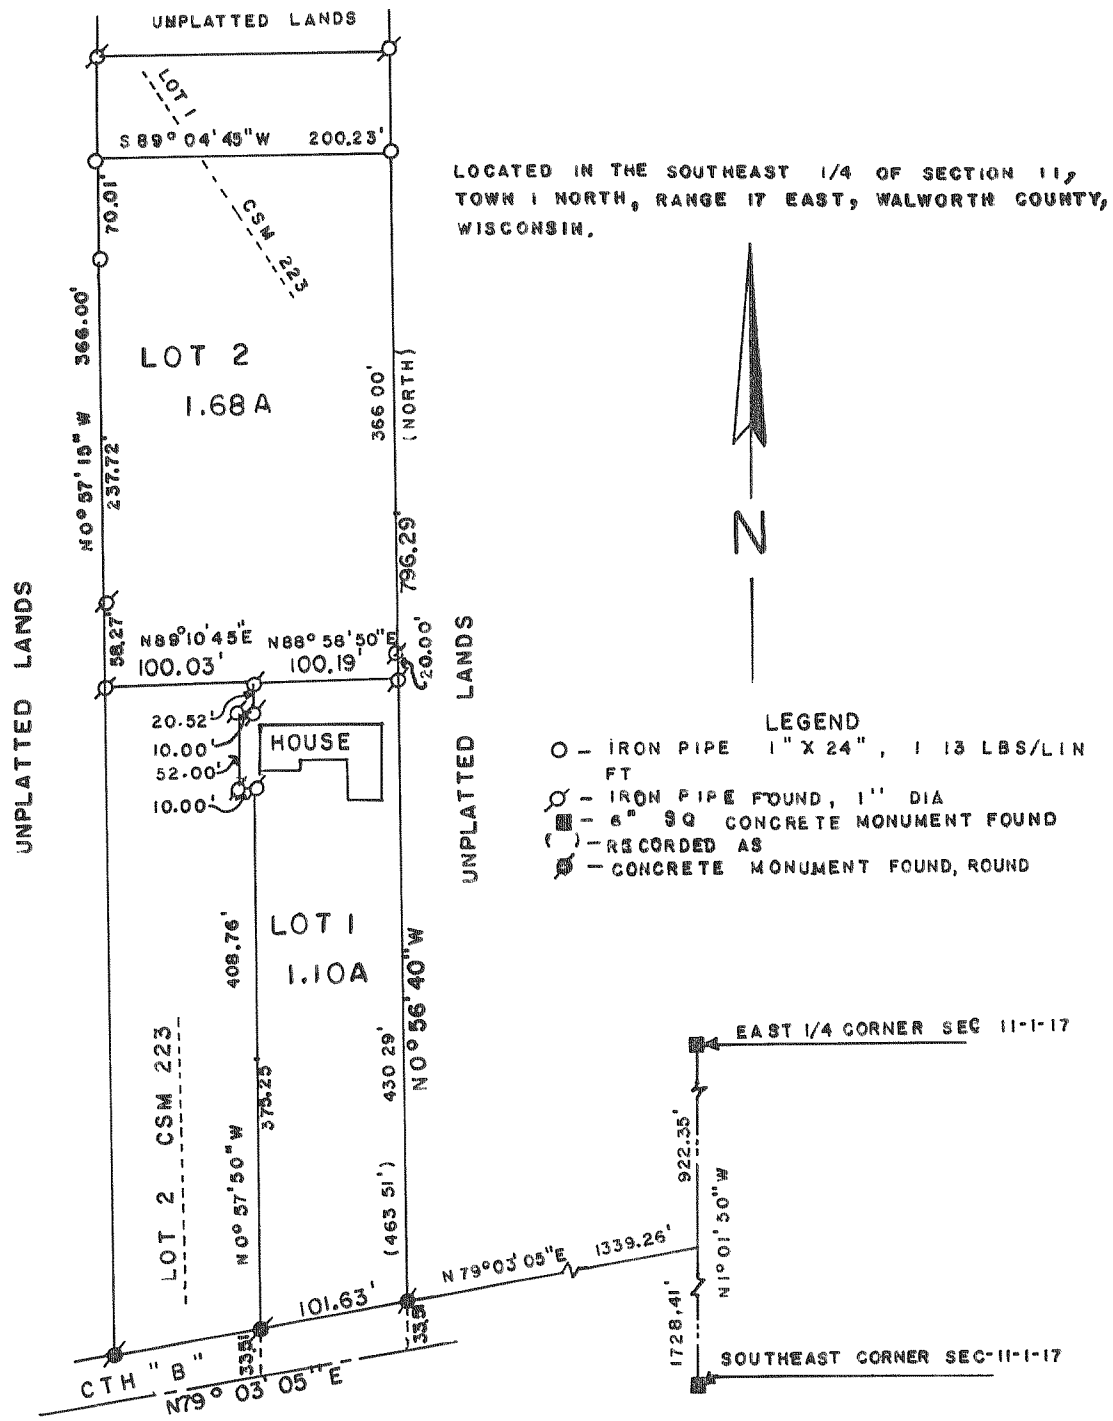 UNPLATTED LANDS
LOT 1
S 89° 04' 45" W 200.23'
CSM 223
70.01'
LOCATED IN THE SOUTHEAST 1/4 OF SECTION 11,
TOWN 1 NORTH, RANGE 17 EAST, WALWORTH COUNTY,
WISCONSIN.
N
366.00'
N0° 57' 15" W
237.72'
LOT 2
1.68 A
366 00'
(NORTH)
796.29'
UNPLATTED LANDS
58.27'
N89°10'45"E
100.03'
N88° 58' 50" E
100.19'
20.00'
UNPLATTED LANDS
20.52'
10.00'
52.00'
10.00'
HOUSE
LEGEND
- IRON PIPE 1" X 24", 1 13 LBS/LIN
FT
- IRON PIPE FOUND, 1" DIA
- 6" SQ CONCRETE MONUMENT FOUND
( ) - RECORDED AS
- CONCRETE MONUMENT FOUND, ROUND
408.76'
LOT 1
1.10A
N0° 56' 40" W
430 29'
(463 51')
375.25
N0° 57' 50" W
LOT 2 CSM 223
101.63'
33.51
33.51
CTH "B"
N79° 03' 05" E
N 79°03' 05"E 1339.26'
EAST 1/4 CORNER SEC 11-1-17
922.35'
N1° 01' 50" W
1728.41'
SOUTHEAST CORNER SEC-11-1-17